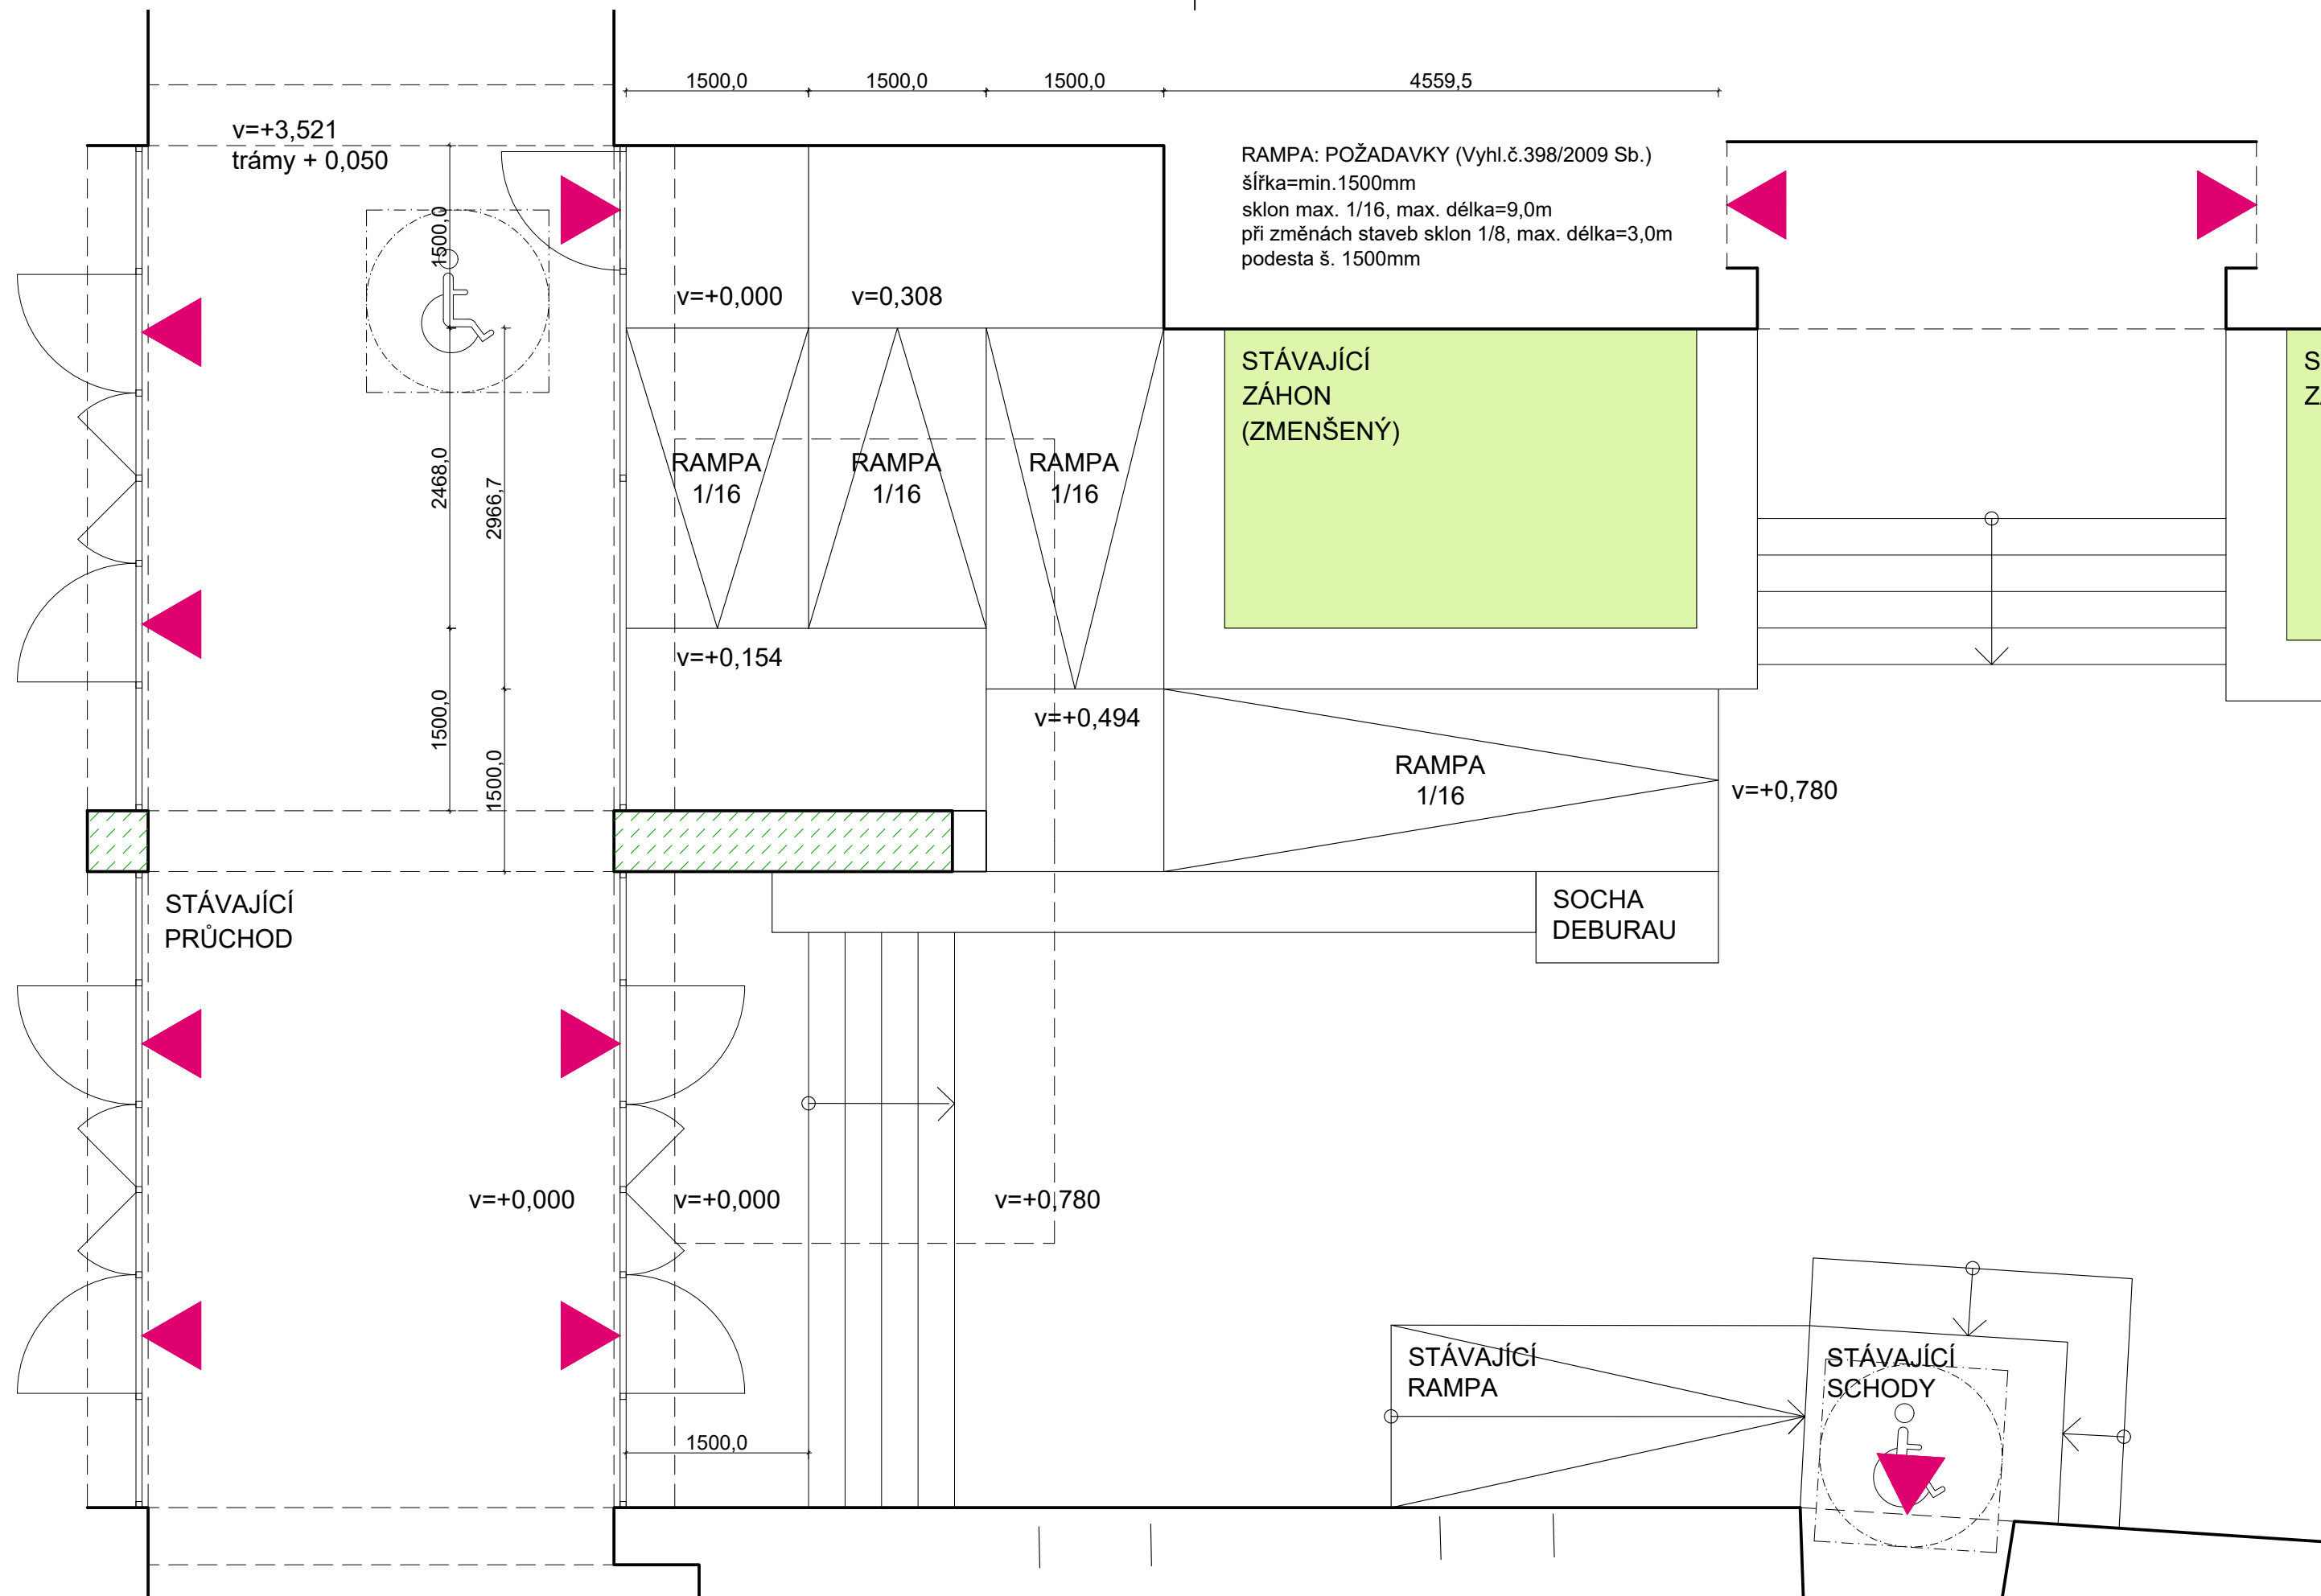 1500,0
1500,0
1500,0
4559,5
v=+3,521
trámy + 0,050
RAMPA: POŽADAVKY (Vyhl.č.398/2009 Sb.)
šířka=min.1500mm
sklon max. 1/16, max. délka=9,0m
při změnách staveb sklon 1/8, max. délka=3,0m
podesta š. 1500mm
1500,0
v=+0,000
v=0,308
STÁVAJÍCÍ
ZÁHON
(ZMENŠENÝ)
S
Z
2468,0
2966,7
RAMPA
1/16
RAMPA
1/16
RAMPA
1/16
v=+0,154
1500,0
1500,0
v=+0,494
RAMPA
1/16
v=+0,780
STÁVAJÍCÍ
PRŮCHOD
SOCHA
DEBURAU
v=+0,000
v=+0,000
v=+0,780
STÁVAJÍCÍ
RAMPA
STÁVAJÍCÍ
SCHODY
1500,0